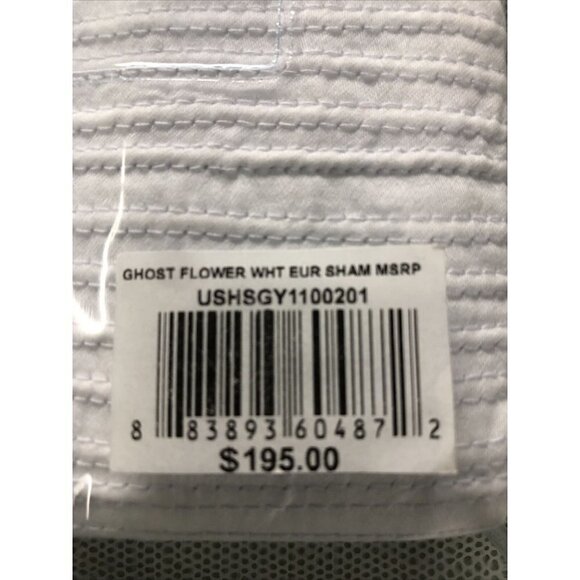 GHOST FLOWER WHT EUR SHAM MSRP
USHSGY1100201
8 83893 60487 2
$195.00